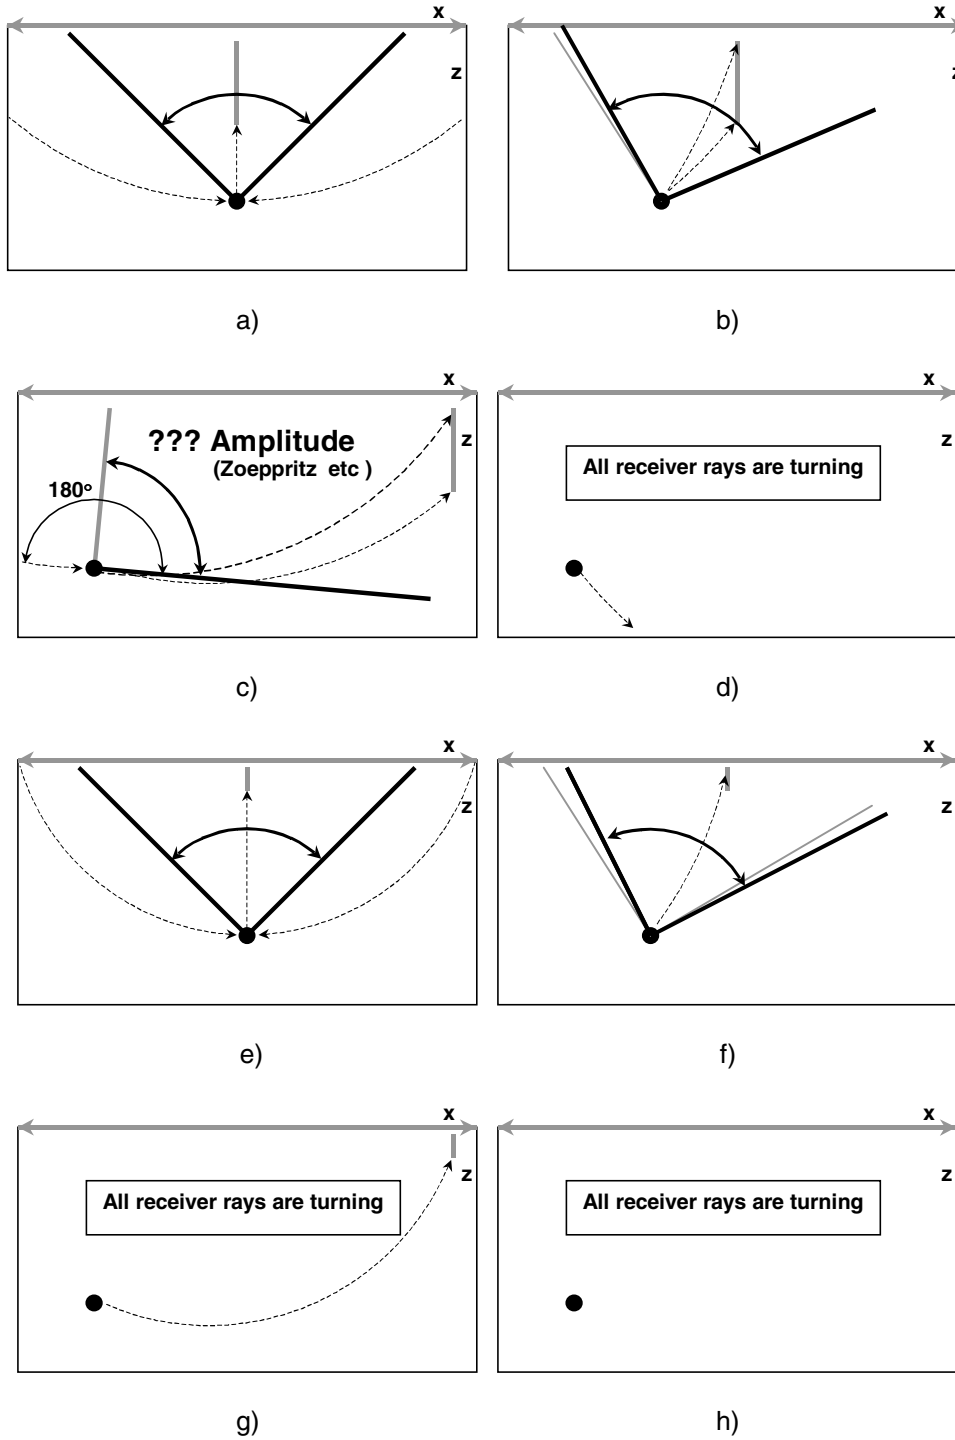 x
z
a)
x
z
b)
x
z
??? Amplitude
(Zoeppritz etc )
180°
c)
x
z
All receiver rays are turning
d)
x
z
e)
x
z
f)
x
z
All receiver rays are turning
g)
x
z
All receiver rays are turning
h)